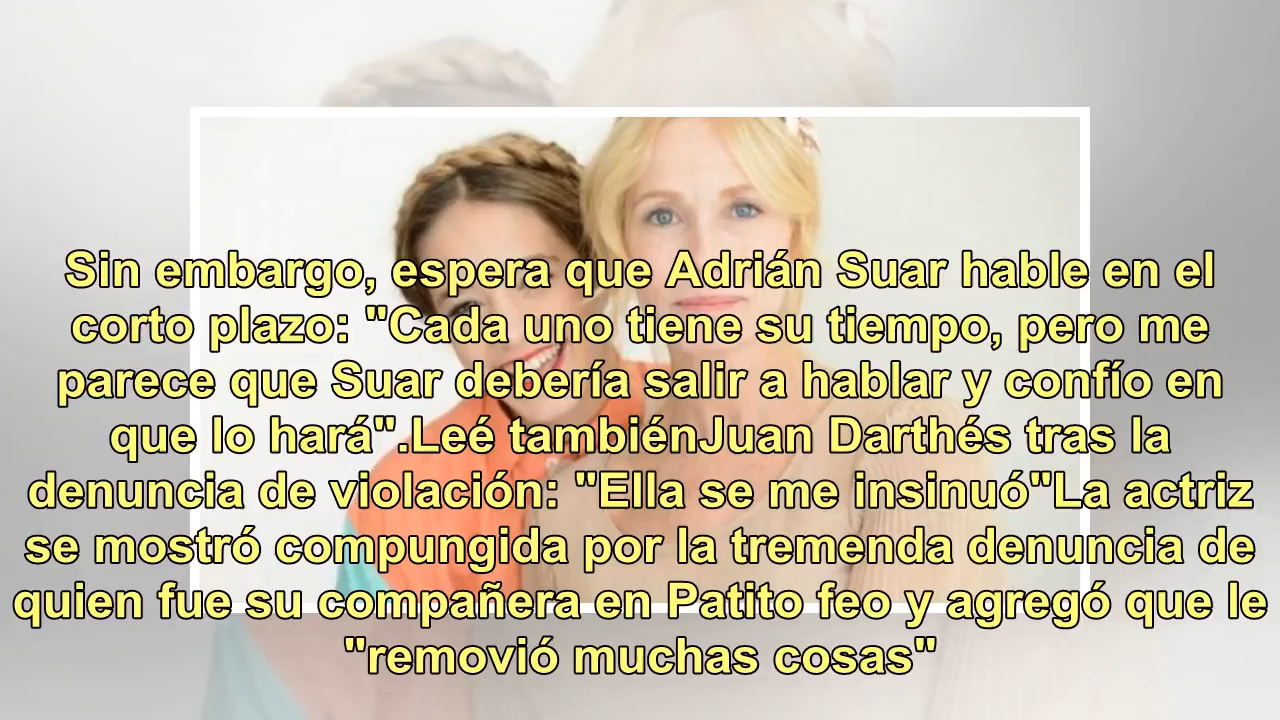 Sin embargo, espera que Adrián Suar hable en el
corto plazo: "Cada uno tiene su tiempo, pero me
parece que Suar debería salir a hablar y confío en
que lo hará".Leé tambiénJuan Darthés tras la
denuncia de violación: "Ella se me insinuó"La actriz
se mostró compungida por la tremenda denuncia de
quien fue su compañera en Patito feo y agregó que le
"removió muchas cosas"